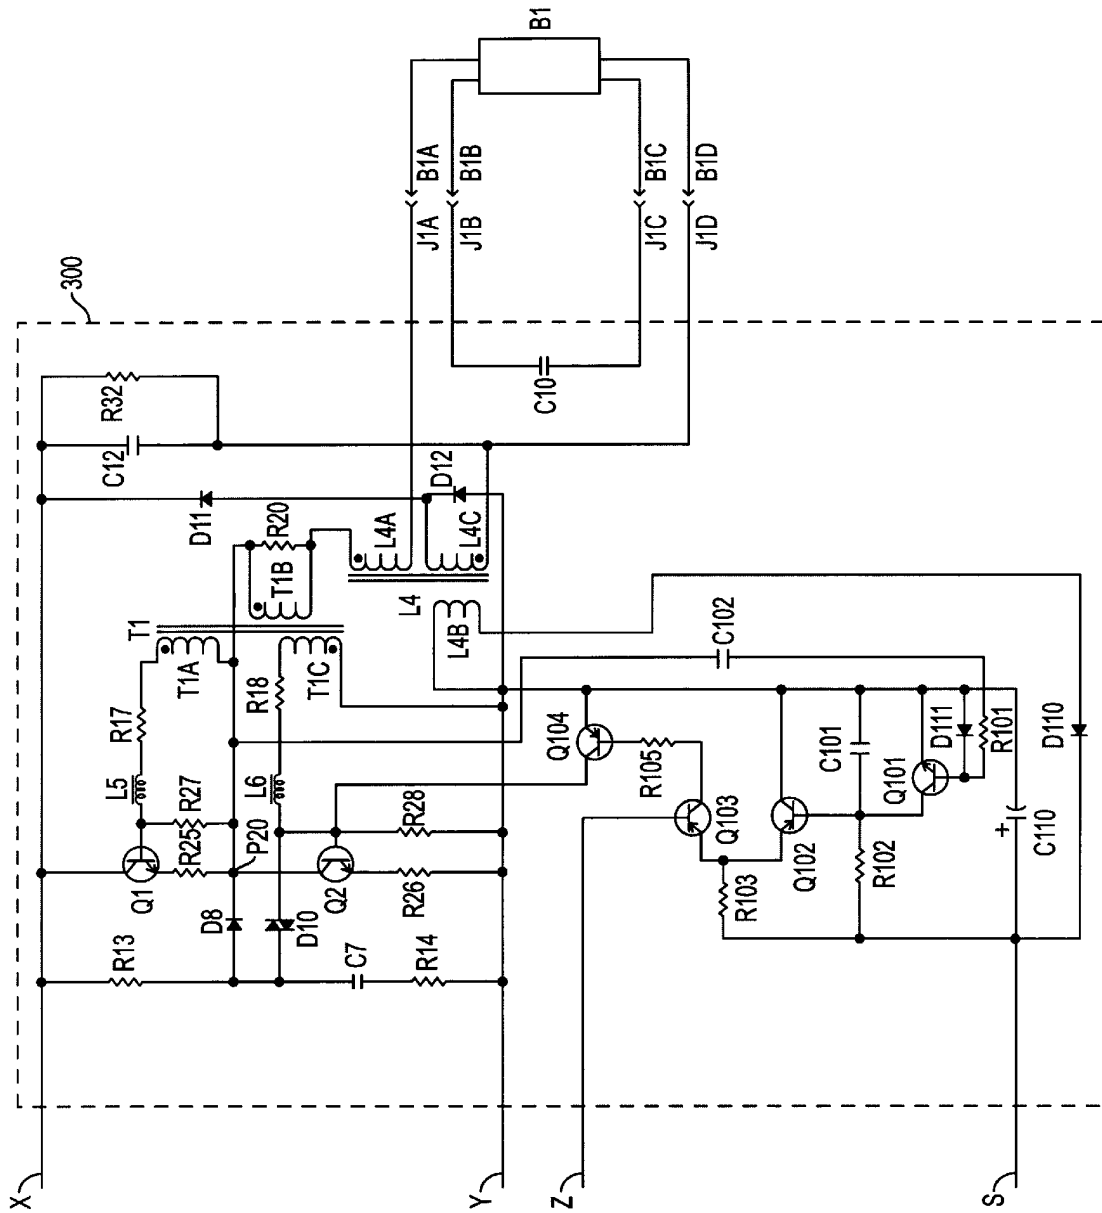 300
X
Y
Z
S
R32
C12
D11
D12
R20
T1B
L4A
L4C
L4
L4B
T1
T1A
T1C
R17
R18
L5
L6
R27
R25
P20
R28
R26
Q1
Q2
D8
D10
R13
C7
R14
C10
J1A
J1B
J1C
J1D
B1A
B1B
B1C
B1D
B1
C102
Q104
R105
Q103
Q102
R103
C101
Q101
D111
R101
R102
D110
+
C110